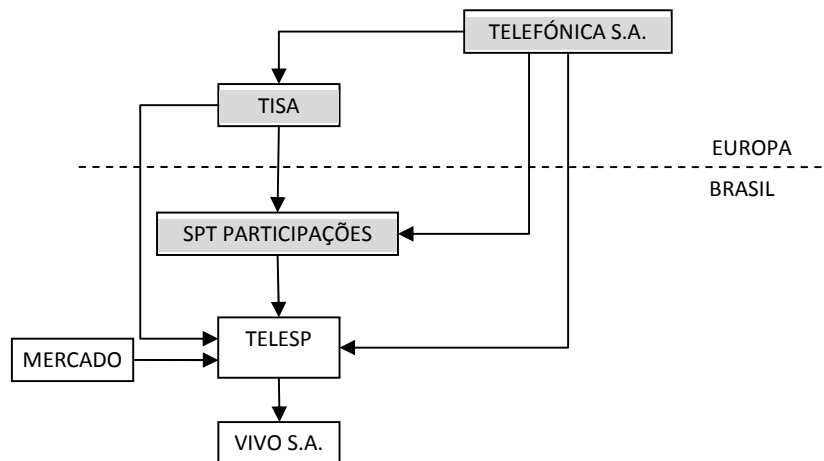 TELEFÓNICA S.A.
TISA
EUROPA
BRASIL
SPT PARTICIPAÇÕES
TELESP
MERCADO
VIVO S.A.